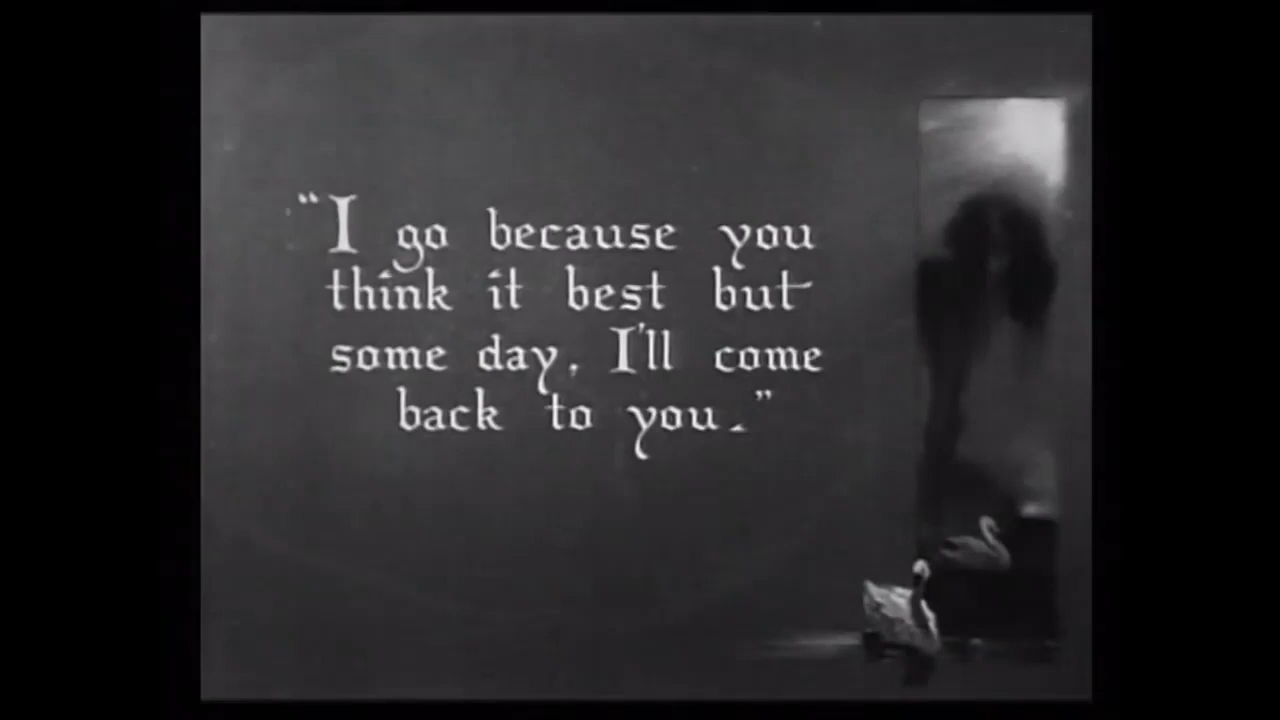 "I go because you
think it best but
some day, I'll come
back to you."